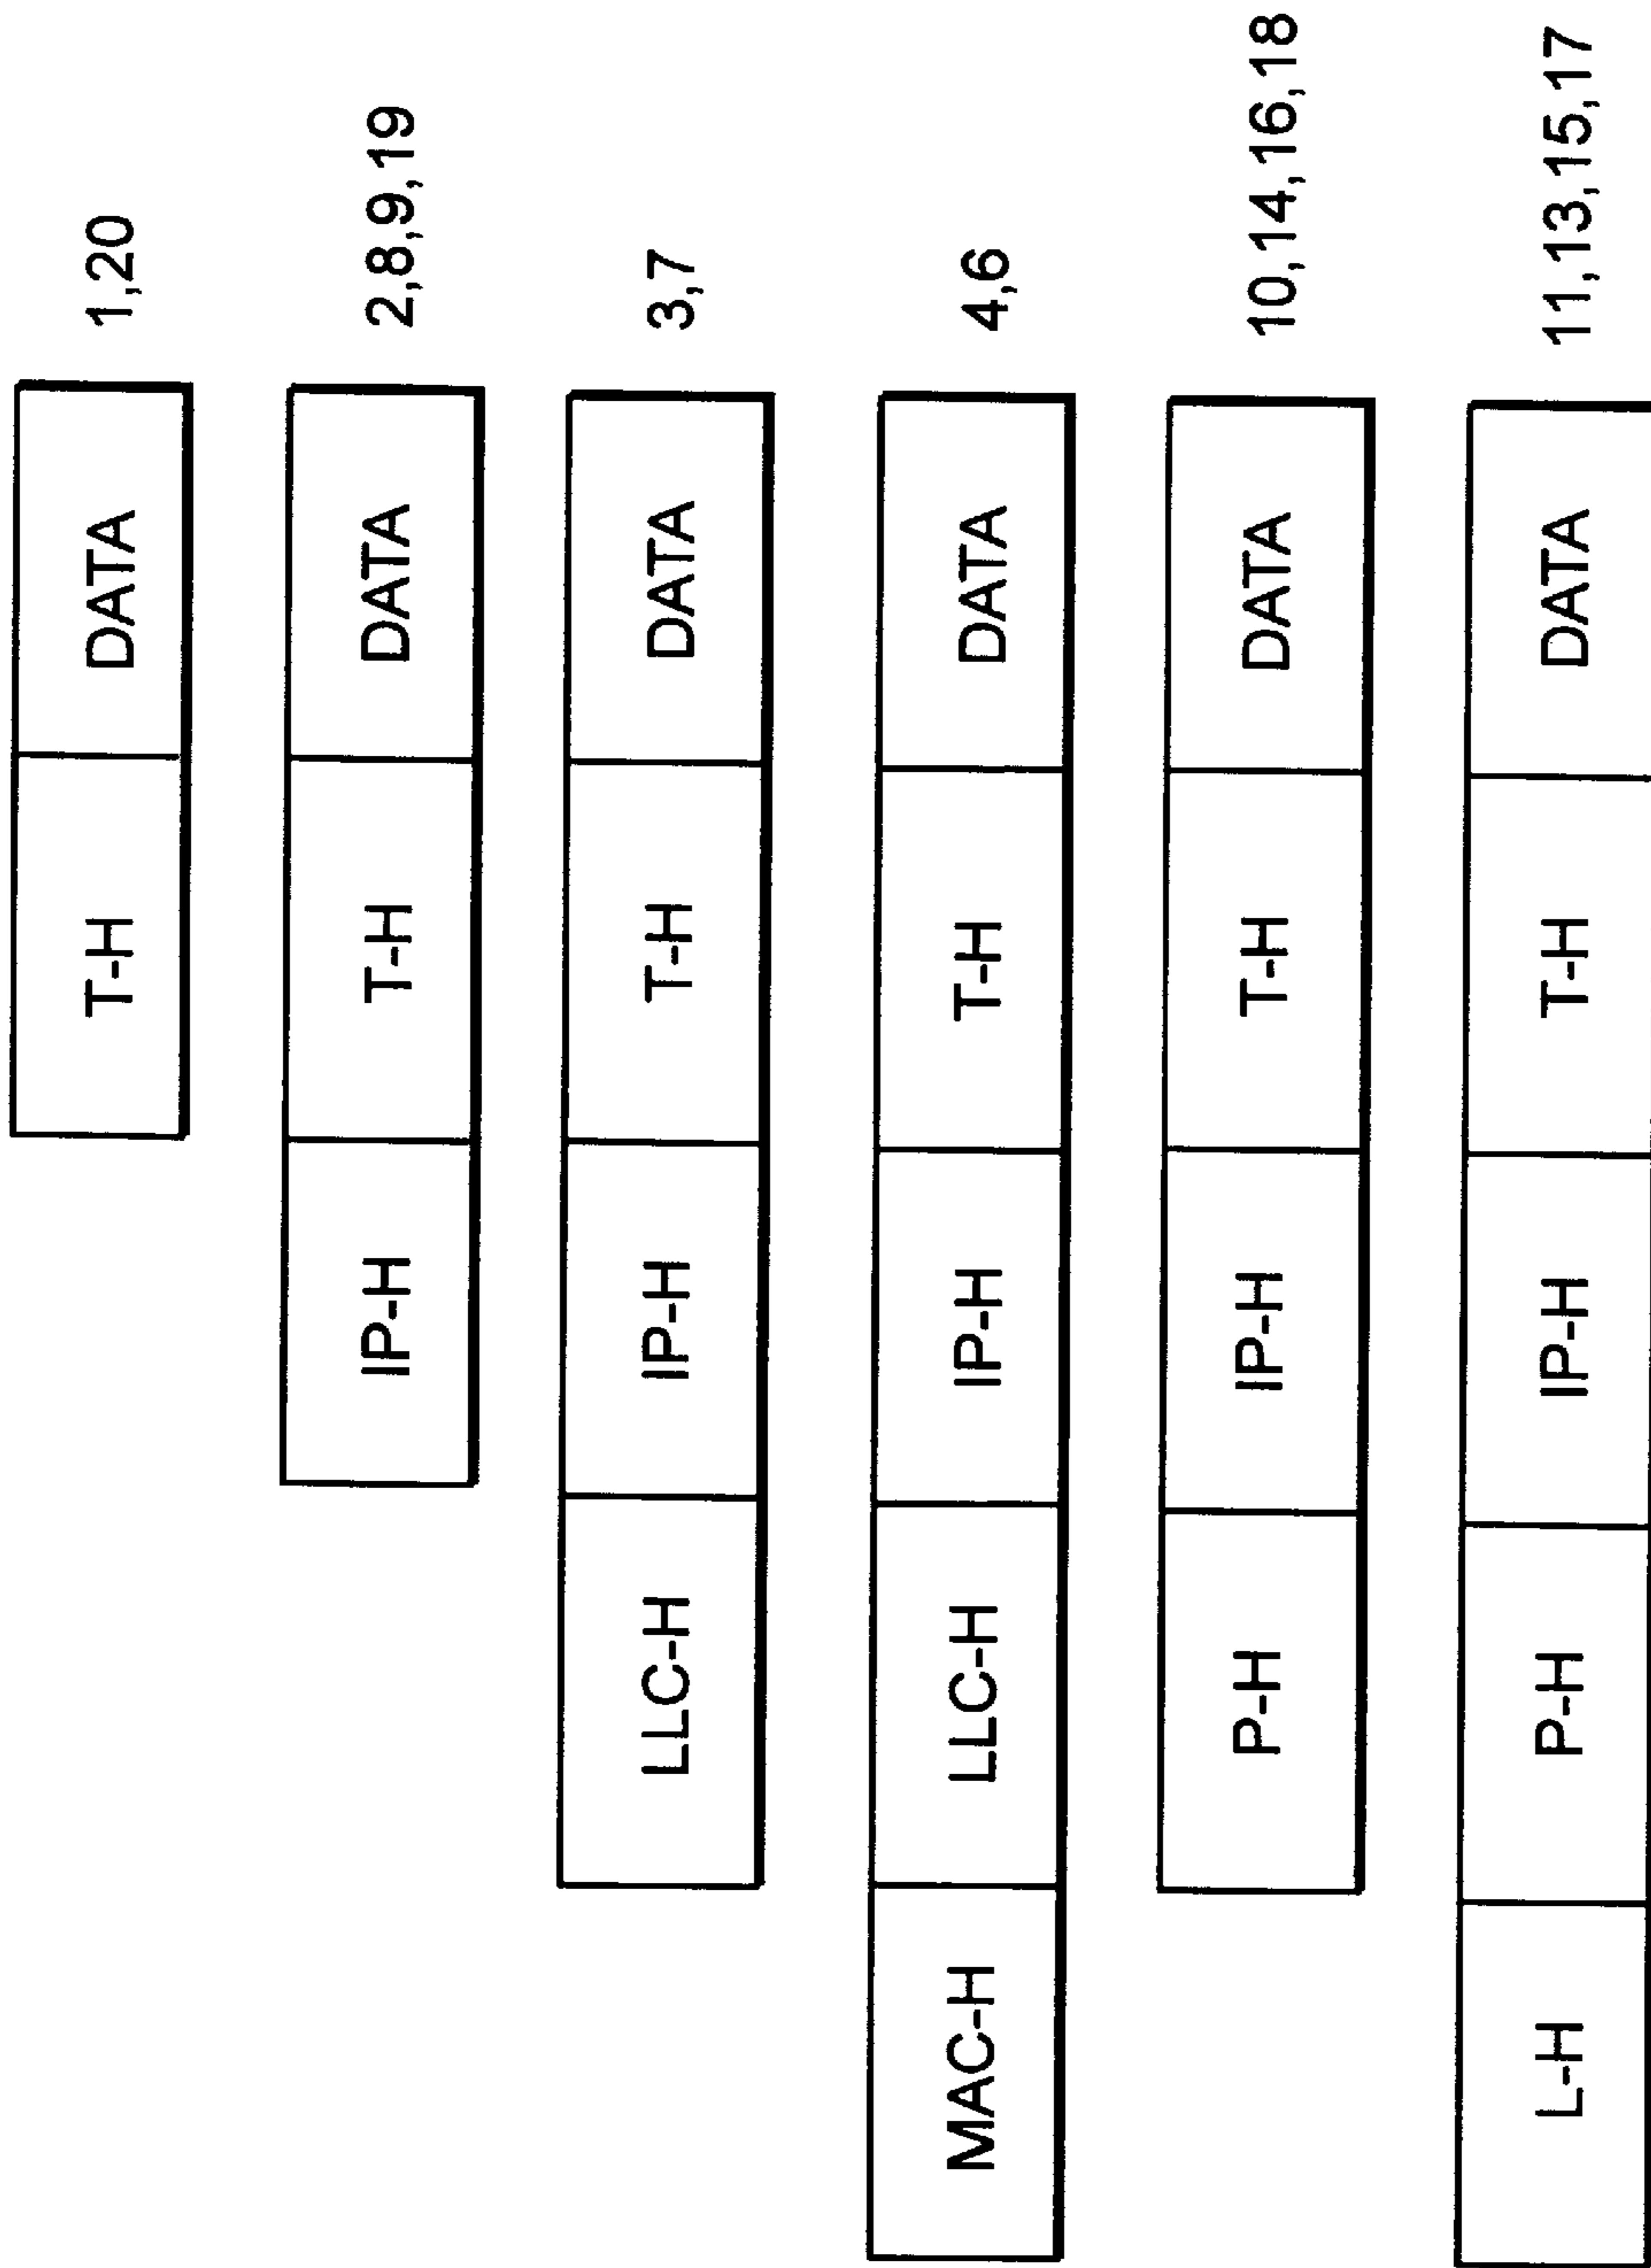 T-H DATA 1,20
IP-H T-H DATA 2,8,9,19
LLC-H IP-H T-H DATA 3,7
MAC-H LLC-H IP-H T-H DATA 4,6
P-H IP-H T-H DATA 10,14,16,18
L-H P-H IP-H T-H DATA 11,13,15,17